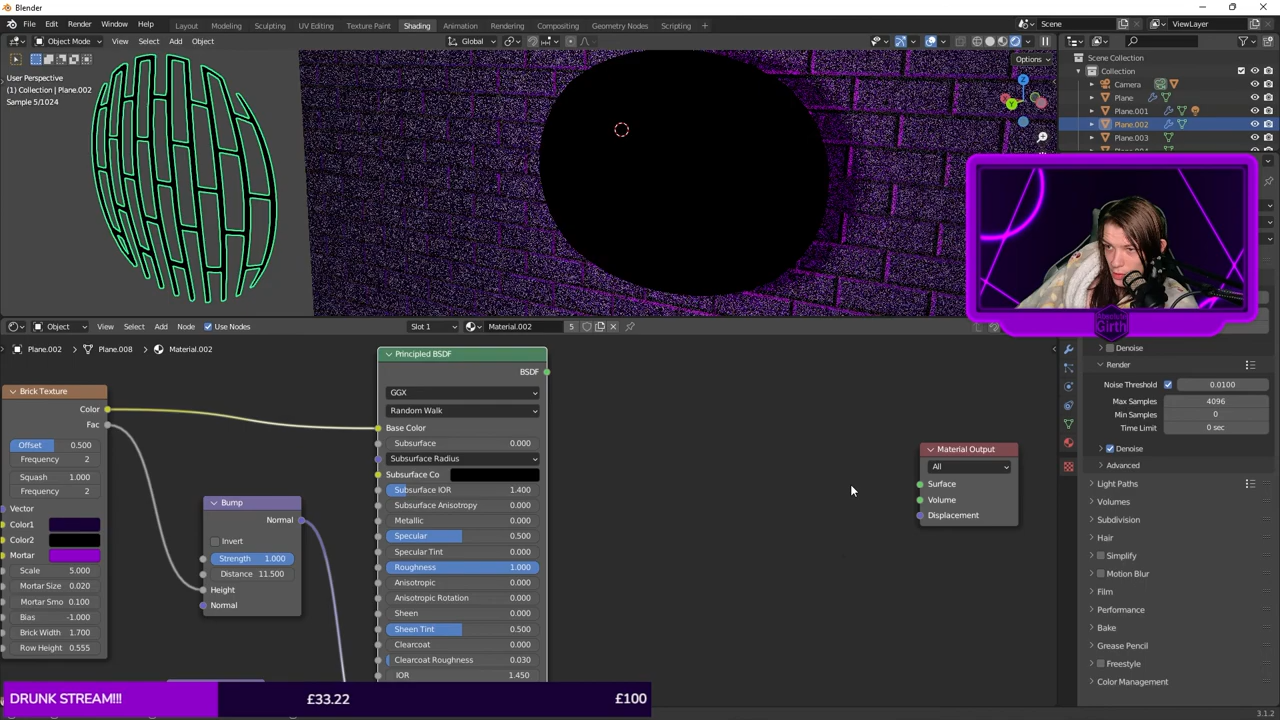 Blender
File Edit Render Window Help Layout Modeling Sculpting UV Editing Texture Paint Shading Animation Rendering Compositing Geometry Nodes Scripting + Scene ViewLayer
Object Mode View Select Add Object Global
Options
User Perspective
(1) Collection | Plane.002
Sample 5/1024
Scene Collection
Collection
Camera
Plane
Plane.001
Plane.002
Plane.003
Girth
Object View Select Add Node Use Nodes Slot 1 Material.002 5
Plane.002 > Plane.008 > Material.002
Brick Texture
Color
Fac
Offset 0.500
Frequency 2
Squash 1.000
Frequency 2
Vector
Color1
Color2
Mortar
Scale 5.000
Mortar Size 0.020
Mortar Smo 0.100
Bias -1.000
Brick Width 1.700
Row Height 0.555
Bump
Normal
Invert
Strength 1.000
Distance 11.500
Height
Normal
Principled BSDF
BSDF
GGX
Random Walk
Base Color
Subsurface 0.000
Subsurface Radius
Subsurface Co
Subsurface IOR 1.400
Subsurface Anisotropy 0.000
Metallic 0.000
Specular 0.500
Specular Tint 0.000
Roughness 1.000
Anisotropic 0.000
Anisotropic Rotation 0.000
Sheen 0.000
Sheen Tint 0.500
Clearcoat 0.000
Clearcoat Roughness 0.030
IOR 1.450
Material Output
All
Surface
Volume
Displacement
Denoise
Render
Noise Threshold 0.0100
Max Samples 4096
Min Samples 0
Time Limit 0 sec
Denoise
Advanced
Light Paths
Volumes
Subdivision
Hair
Simplify
Motion Blur
Film
Performance
Bake
Grease Pencil
Freestyle
Color Management
DRUNK STREAM!!! £33.22 £100
3.1.2